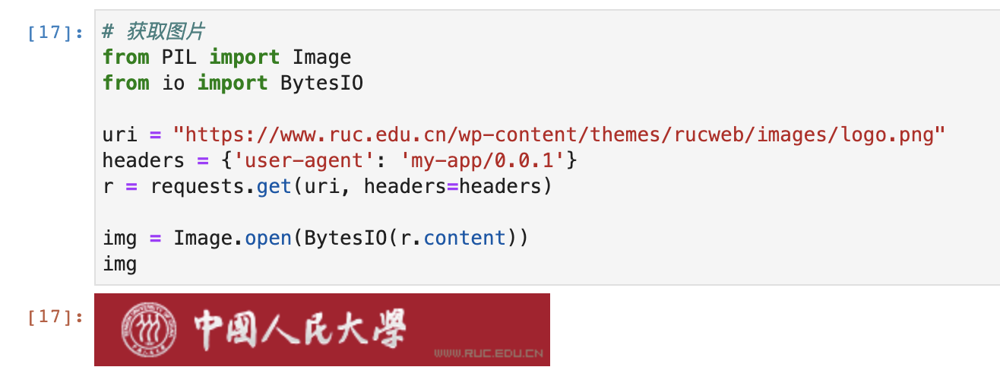 [17]:
# 获取图片
from PIL import Image
from io import BytesIO
uri = "https://www.ruc.edu.cn/wp-content/themes/rucweb/images/logo.png"
headers = {'user-agent': 'my-app/0.0.1'}
r = requests.get(uri, headers=headers)
img = Image.open(BytesIO(r.content))
img
[17]:
中國人民大學
WWW.RUC.EDU.CN